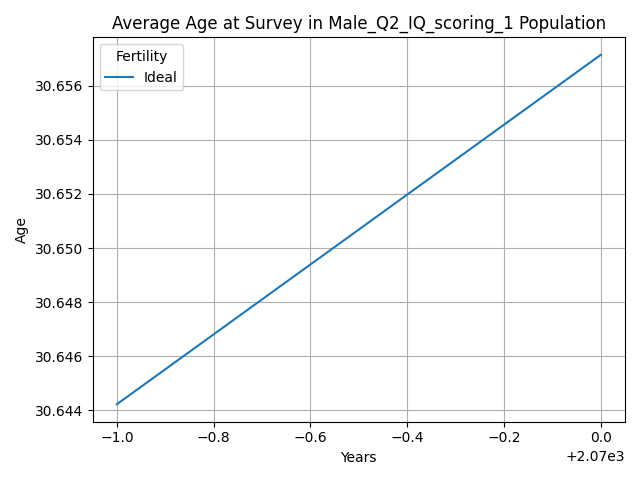 Average Age at Survey in Male_Q2_IQ_scoring_1 Population
Fertility
Ideal
30.656
30.654
30.652
30.650
30.648
30.646
30.644
Age
−1.0 −0.8 −0.6 −0.4 −0.2 0.0
Years
+2.07e3